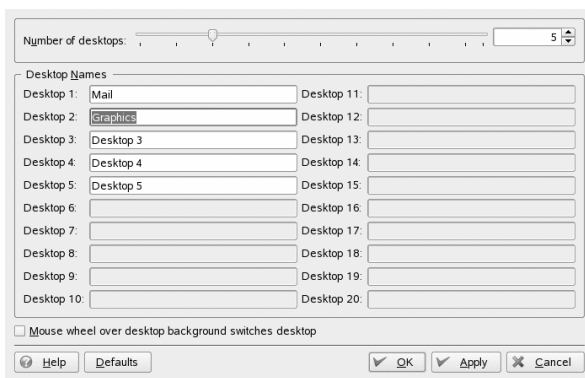 Number of desktops: 5
Desktop Names
Desktop 1: Mail
Desktop 2: Graphics
Desktop 3: Desktop 3
Desktop 4: Desktop 4
Desktop 5: Desktop 5
Desktop 6:
Desktop 7:
Desktop 8:
Desktop 9:
Desktop 10:
Desktop 11:
Desktop 12:
Desktop 13:
Desktop 14:
Desktop 15:
Desktop 16:
Desktop 17:
Desktop 18:
Desktop 19:
Desktop 20:
Mouse wheel over desktop background switches desktop
Help Defaults OK Apply Cancel